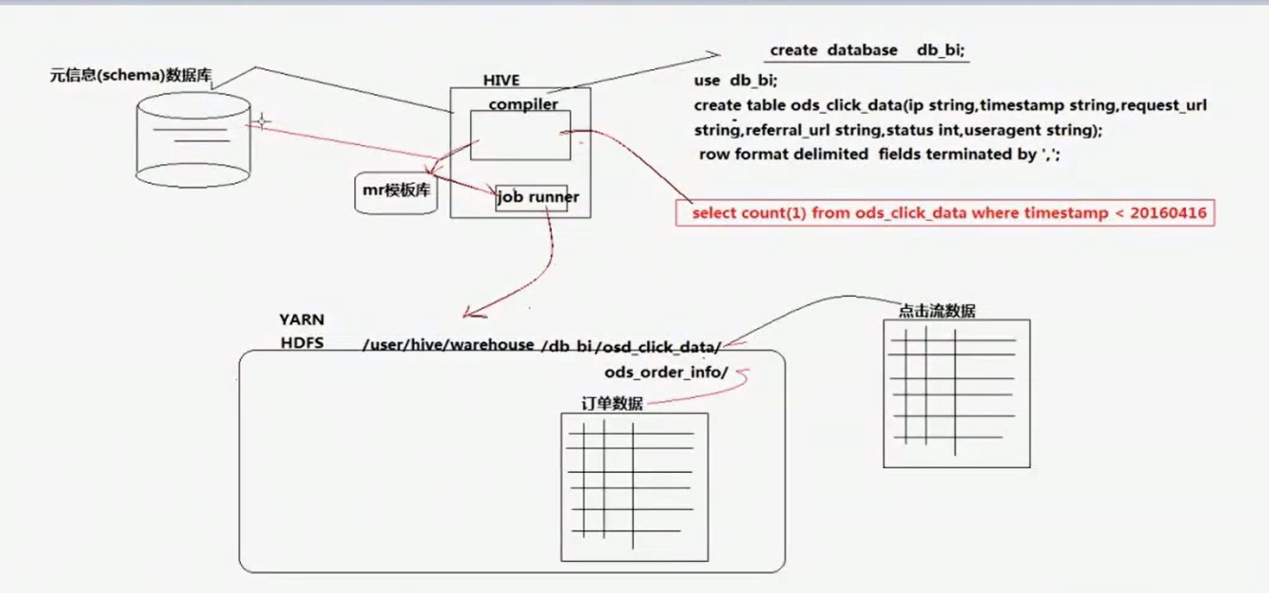 元信息(schema)数据库
HIVE
compiler
mr模板库
job runner
create database db_bi;
use db_bi;
create table ods_click_data(ip string,timestamp string,request_url
string,referral_url string,status int,useragent string);
row format delimited fields terminated by ',';
select count(1) from ods_click_data where timestamp < 20160416
YARN
HDFS
/user/hive/warehouse /db_bi/osd_click_data/
ods_order_info/
订单数据
点击流数据